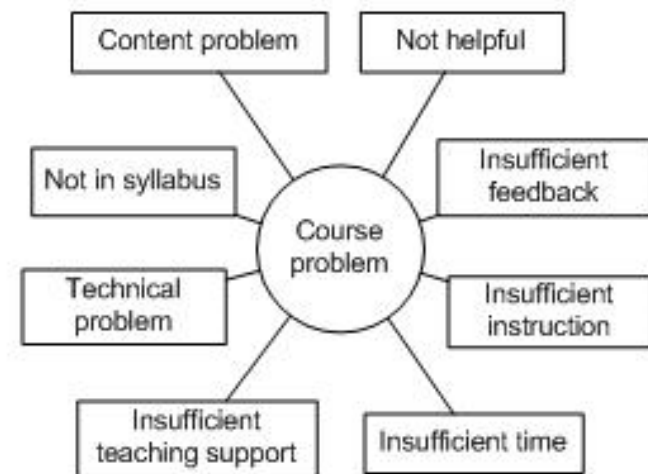 Content problem
Not helpful
Not in syllabus
Insufficient
feedback
Course
problem
Technical
problem
Insufficient
instruction
Insufficient
teaching support
Insufficient time